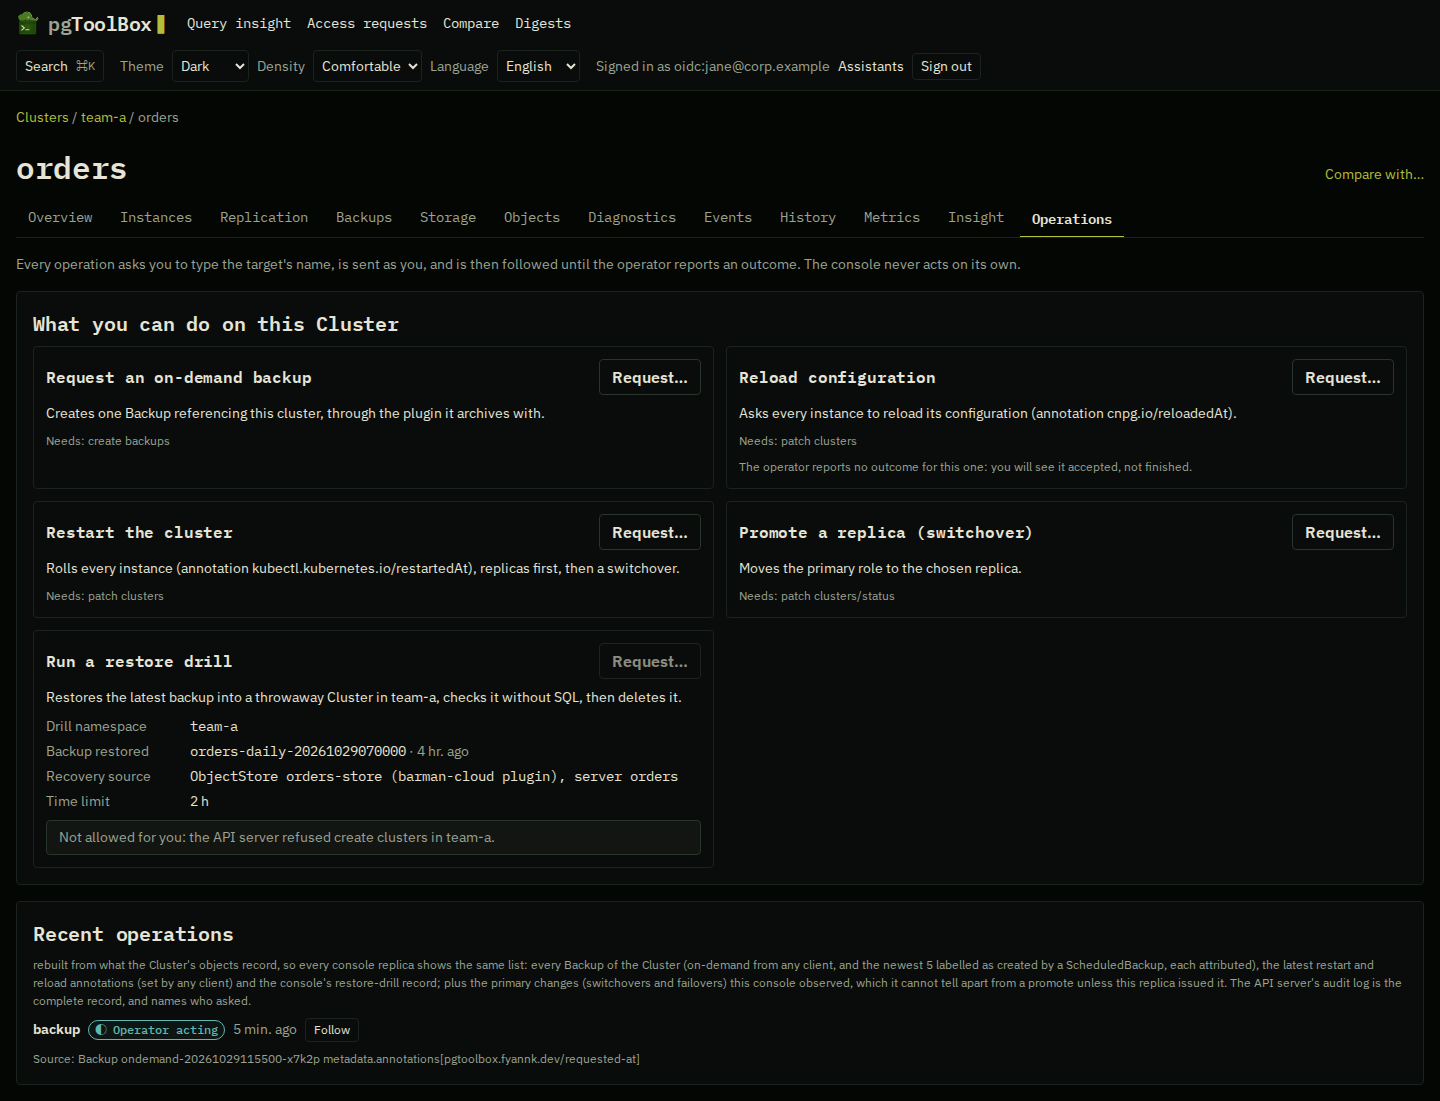 pgToolBox
Query insight
Access requests
Compare
Digests
Search ⌘K
Theme
Dark
Density
Comfortable
Language
English
Signed in as oidc:jane@corp.example
Assistants
Sign out
Clusters / team-a / orders
orders
Compare with...
Overview
Instances
Replication
Backups
Storage
Objects
Diagnostics
Events
History
Metrics
Insight
Operations
Every operation asks you to type the target's name, is sent as you, and is then followed until the operator reports an outcome. The console never acts on its own.
What you can do on this Cluster
Request an on-demand backup
Request...
Creates one Backup referencing this cluster, through the plugin it archives with.
Needs: create backups
Reload configuration
Request...
Asks every instance to reload its configuration (annotation cnpg.io/reloadedAt).
Needs: patch clusters
The operator reports no outcome for this one: you will see it accepted, not finished.
Restart the cluster
Request...
Rolls every instance (annotation kubectl.kubernetes.io/restartedAt), replicas first, then a switchover.
Needs: patch clusters
Promote a replica (switchover)
Request...
Moves the primary role to the chosen replica.
Needs: patch clusters/status
Run a restore drill
Request...
Restores the latest backup into a throwaway Cluster in team-a, checks it without SQL, then deletes it.
Drill namespace team-a
Backup restored orders-daily-20261029070000 · 4 hr. ago
Recovery source ObjectStore orders-store (barman-cloud plugin), server orders
Time limit 2 h
Not allowed for you: the API server refused create clusters in team-a.
Recent operations
rebuilt from what the Cluster's objects record, so every console replica shows the same list: every Backup of the Cluster (on-demand from any client, and the newest 5 labelled as created by a ScheduledBackup, each attributed), the latest restart and
reload annotations (set by any client) and the console's restore-drill record; plus the primary changes (switchovers and failovers) this console observed, which it cannot tell apart from a promote unless this replica issued it. The API server's audit log is the
complete record, and names who asked.
backup Operator acting 5 min. ago Follow
Source: Backup ondemand-20261029115500-x7k2p metadata.annotations[pgtoolbox.fyannk.dev/requested-at]